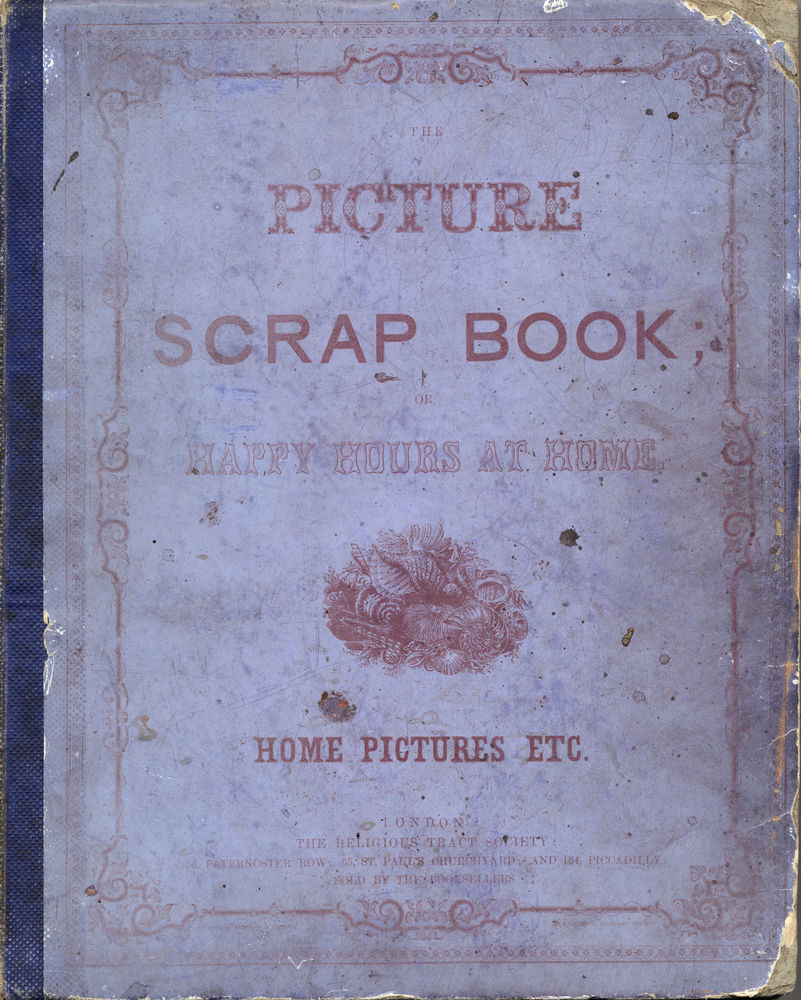 THE
PICTURE
SCRAP BOOK;
OR
HAPPY HOURS AT HOME.
HOME PICTURES ETC.
LONDON
THE RELIGIOUS TRACT SOCIETY:
56, PATERNOSTER ROW; 65, ST. PAUL'S CHURCHYARD; AND 164, PICCADILLY:
SOLD BY THE BOOKSELLERS